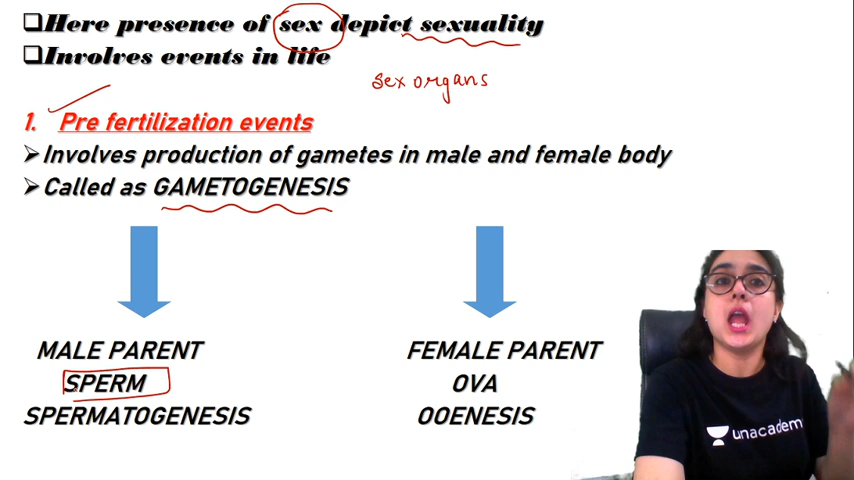 Here presence of sex depict sexuality
Involves events in life
sex organs
1. Pre fertilization events
Involves production of gametes in male and female body
Called as GAMETOGENESIS
MALE PARENT
SPERM
SPERMATOGENESIS
FEMALE PARENT
OVA
OOENESIS
unacadem